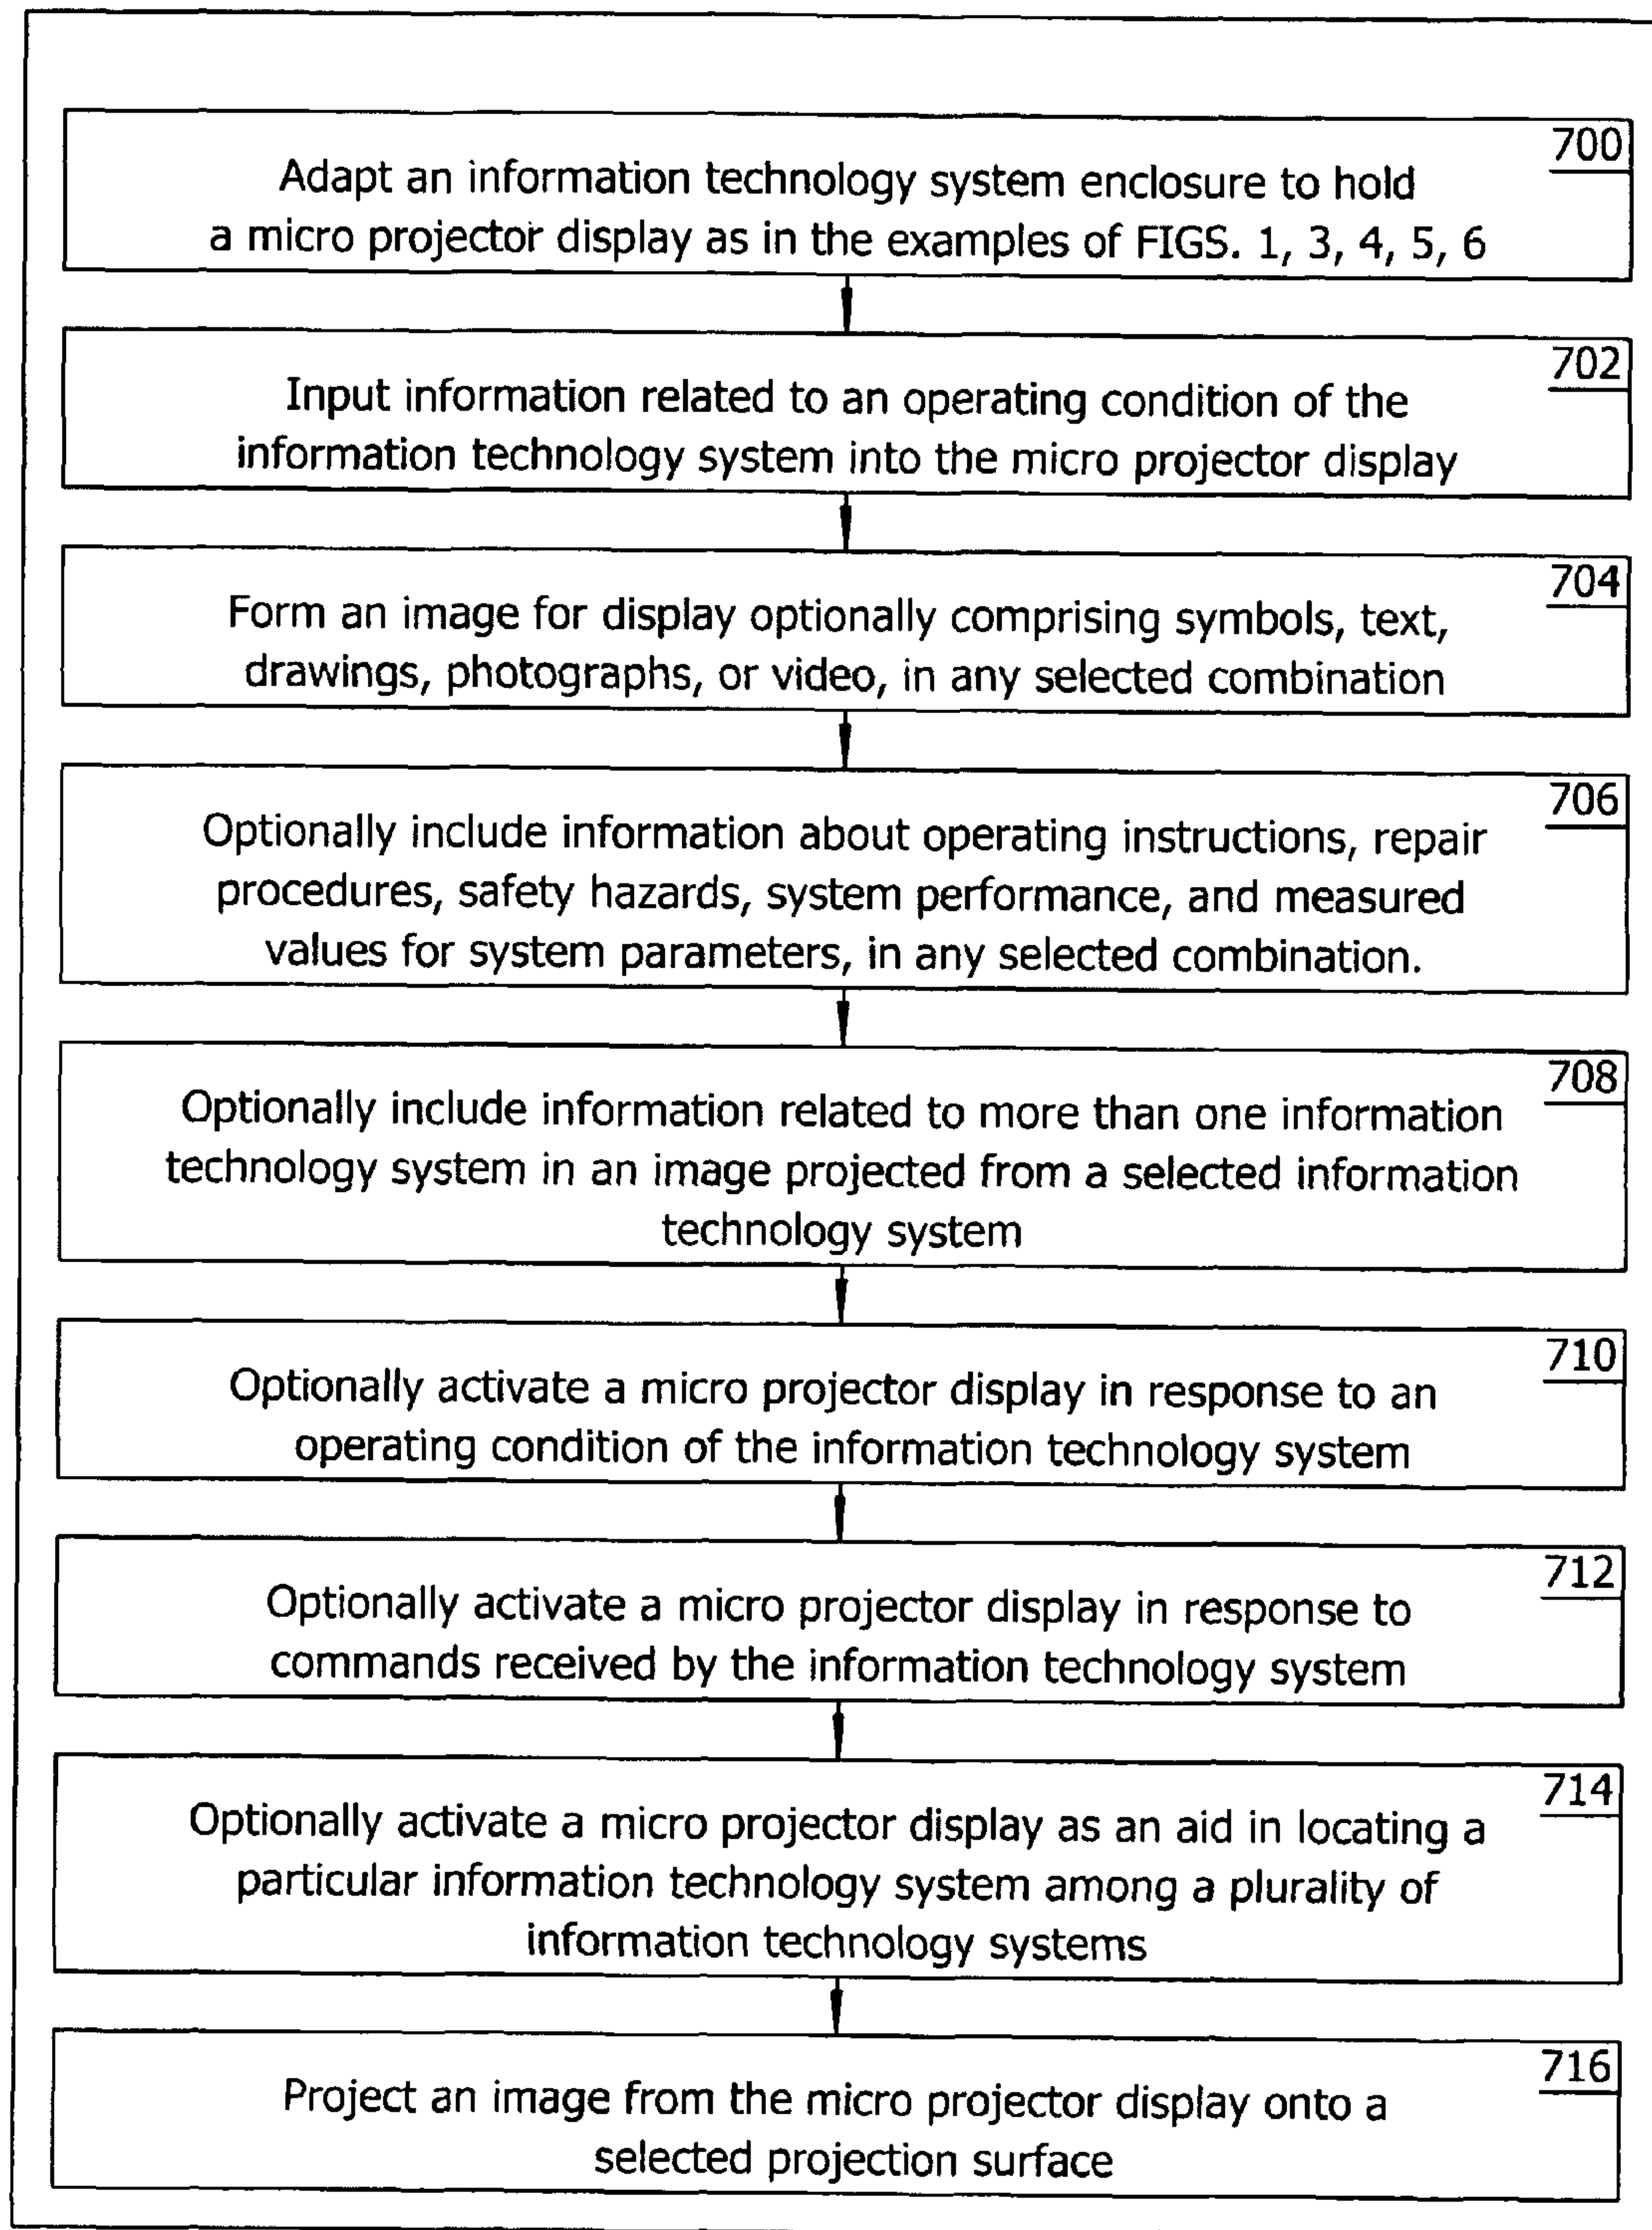 700
Adapt an information technology system enclosure to hold
a micro projector display as in the examples of FIGS. 1, 3, 4, 5, 6
702
Input information related to an operating condition of the
information technology system into the micro projector display
704
Form an image for display optionally comprising symbols, text,
drawings, photographs, or video, in any selected combination
706
Optionally include information about operating instructions, repair
procedures, safety hazards, system performance, and measured
values for system parameters, in any selected combination.
708
Optionally include information related to more than one information
technology system in an image projected from a selected information
technology system
710
Optionally activate a micro projector display in response to an
operating condition of the information technology system
712
Optionally activate a micro projector display in response to
commands received by the information technology system
714
Optionally activate a micro projector display as an aid in locating a
particular information technology system among a plurality of
information technology systems
716
Project an image from the micro projector display onto a
selected projection surface